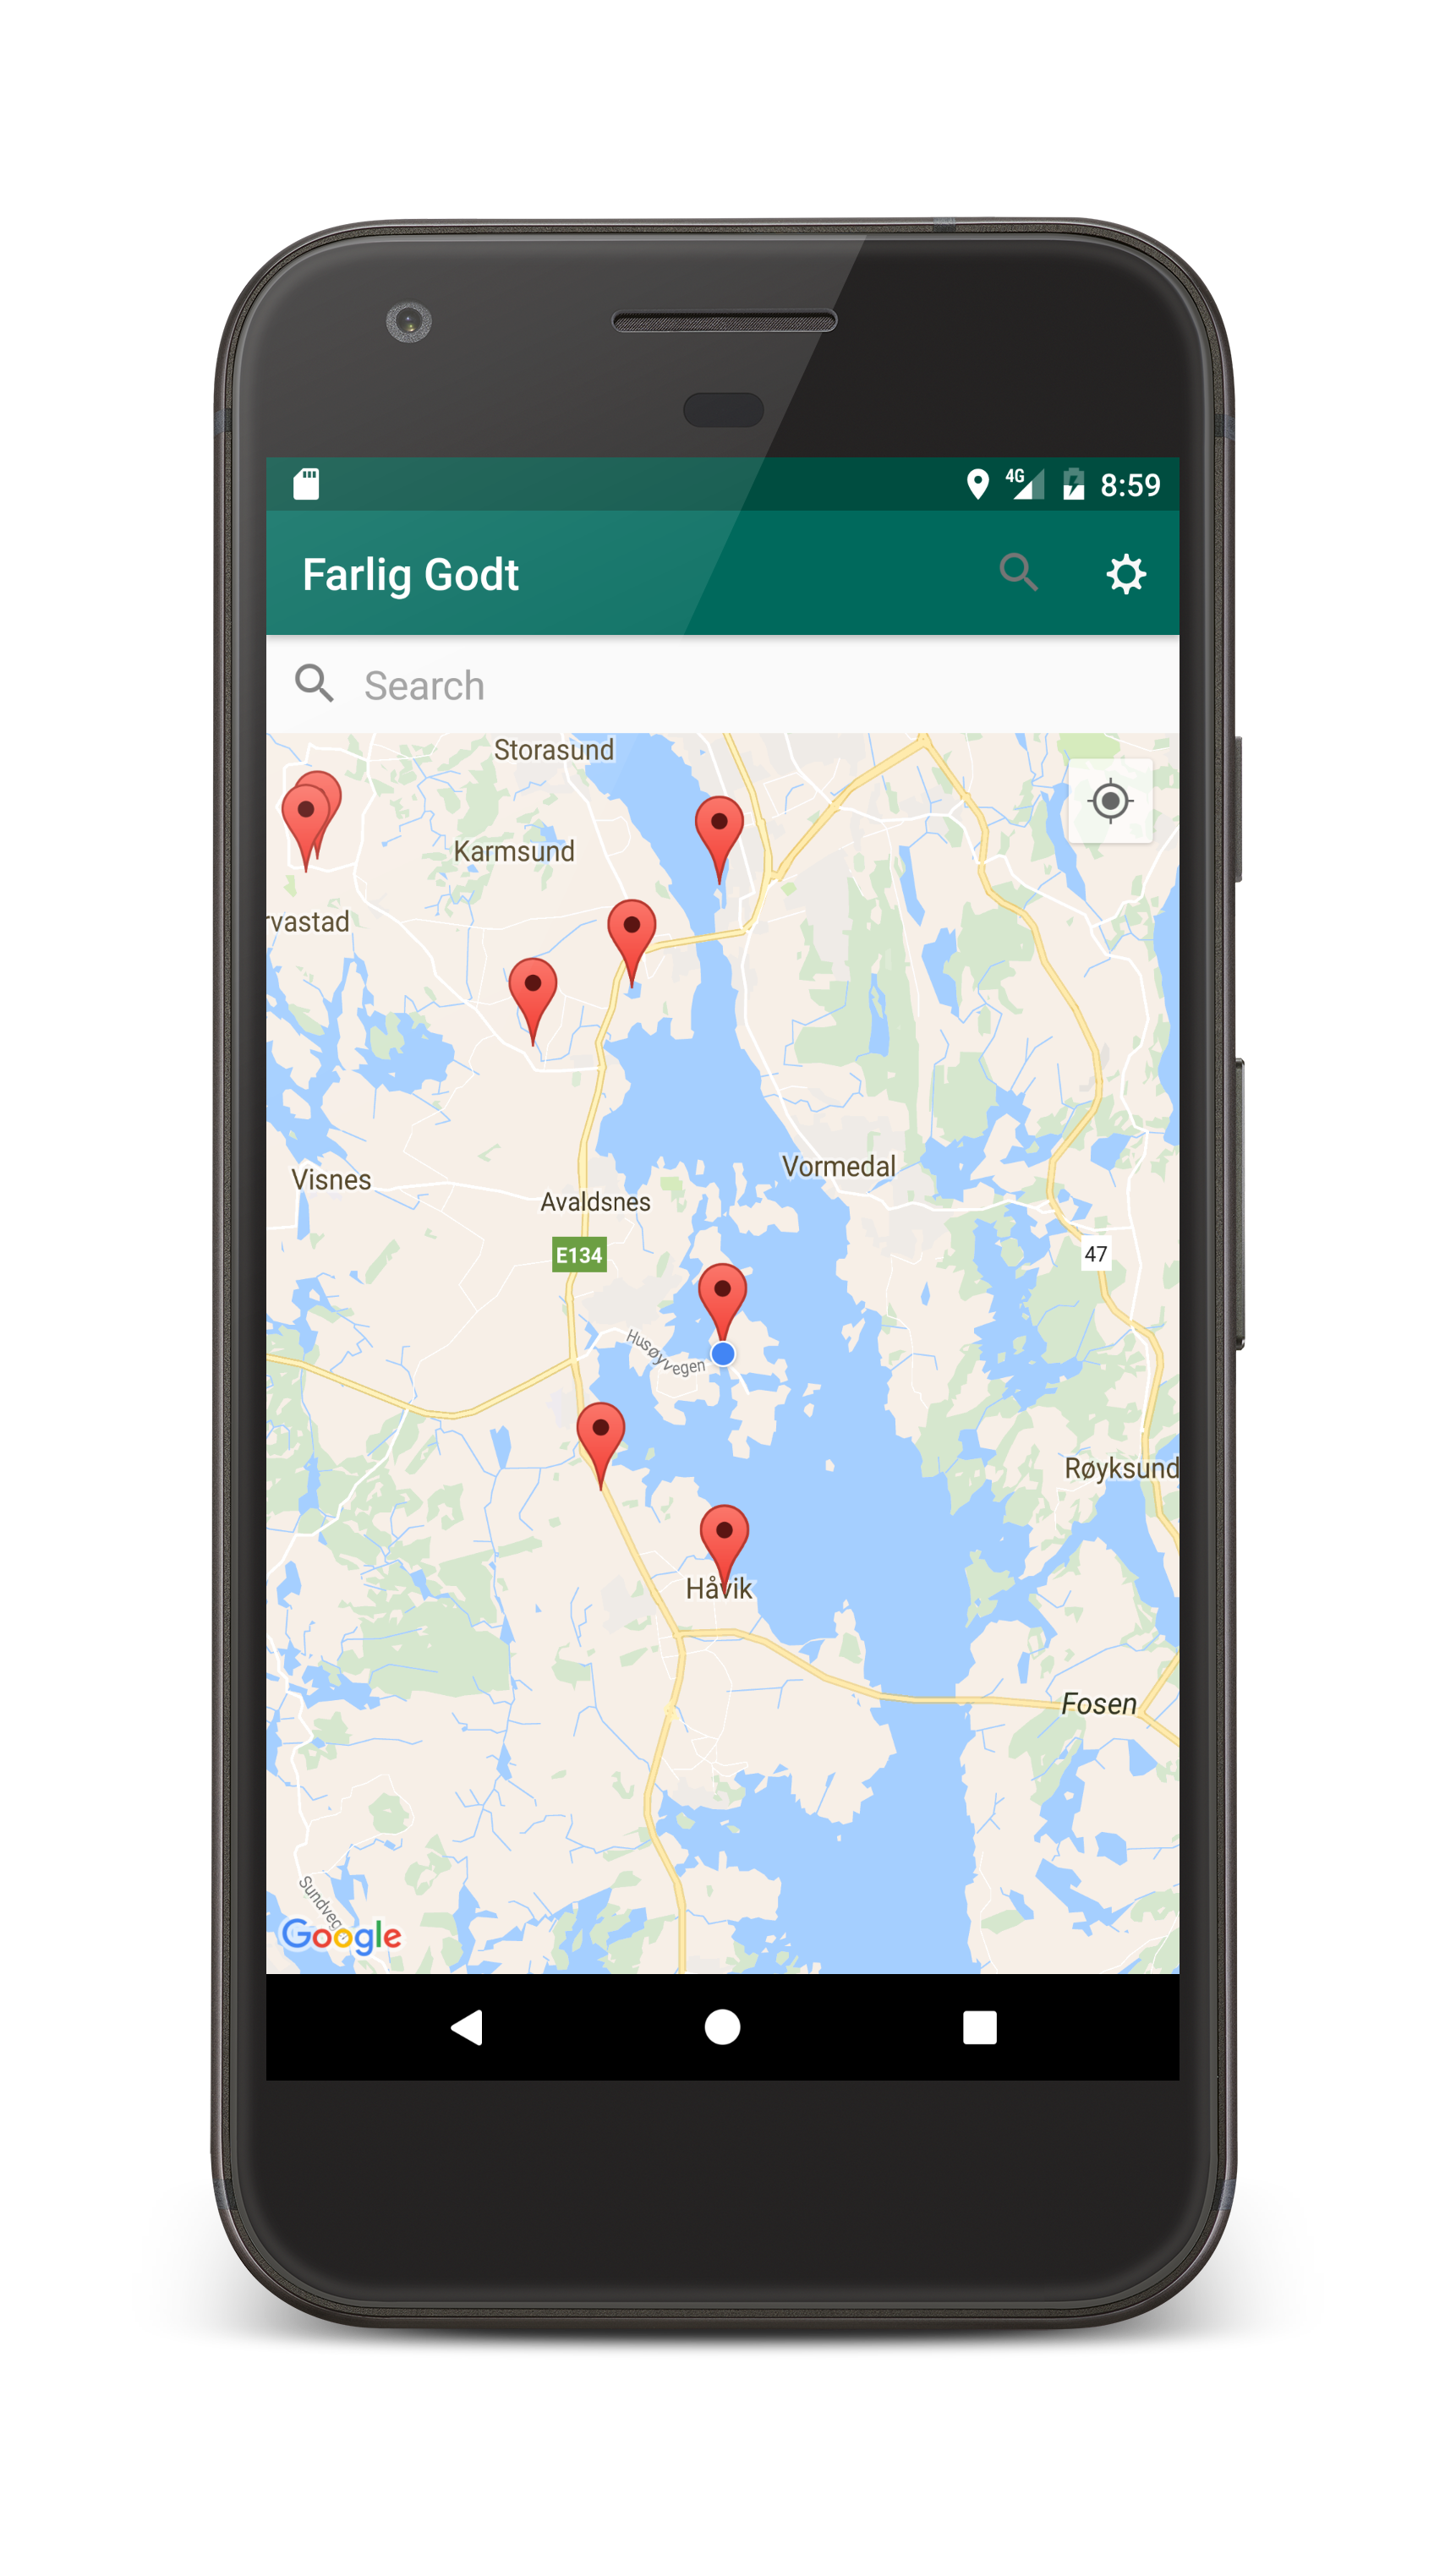 4G 8:59
Farlig Godt
Search
Storasund
Karmsund
rvastad
Vormedal
Visnes
Avaldsnes
E134
47
Husøyvegen
Røyksund
Håvik
Fosen
Sundveg
Google